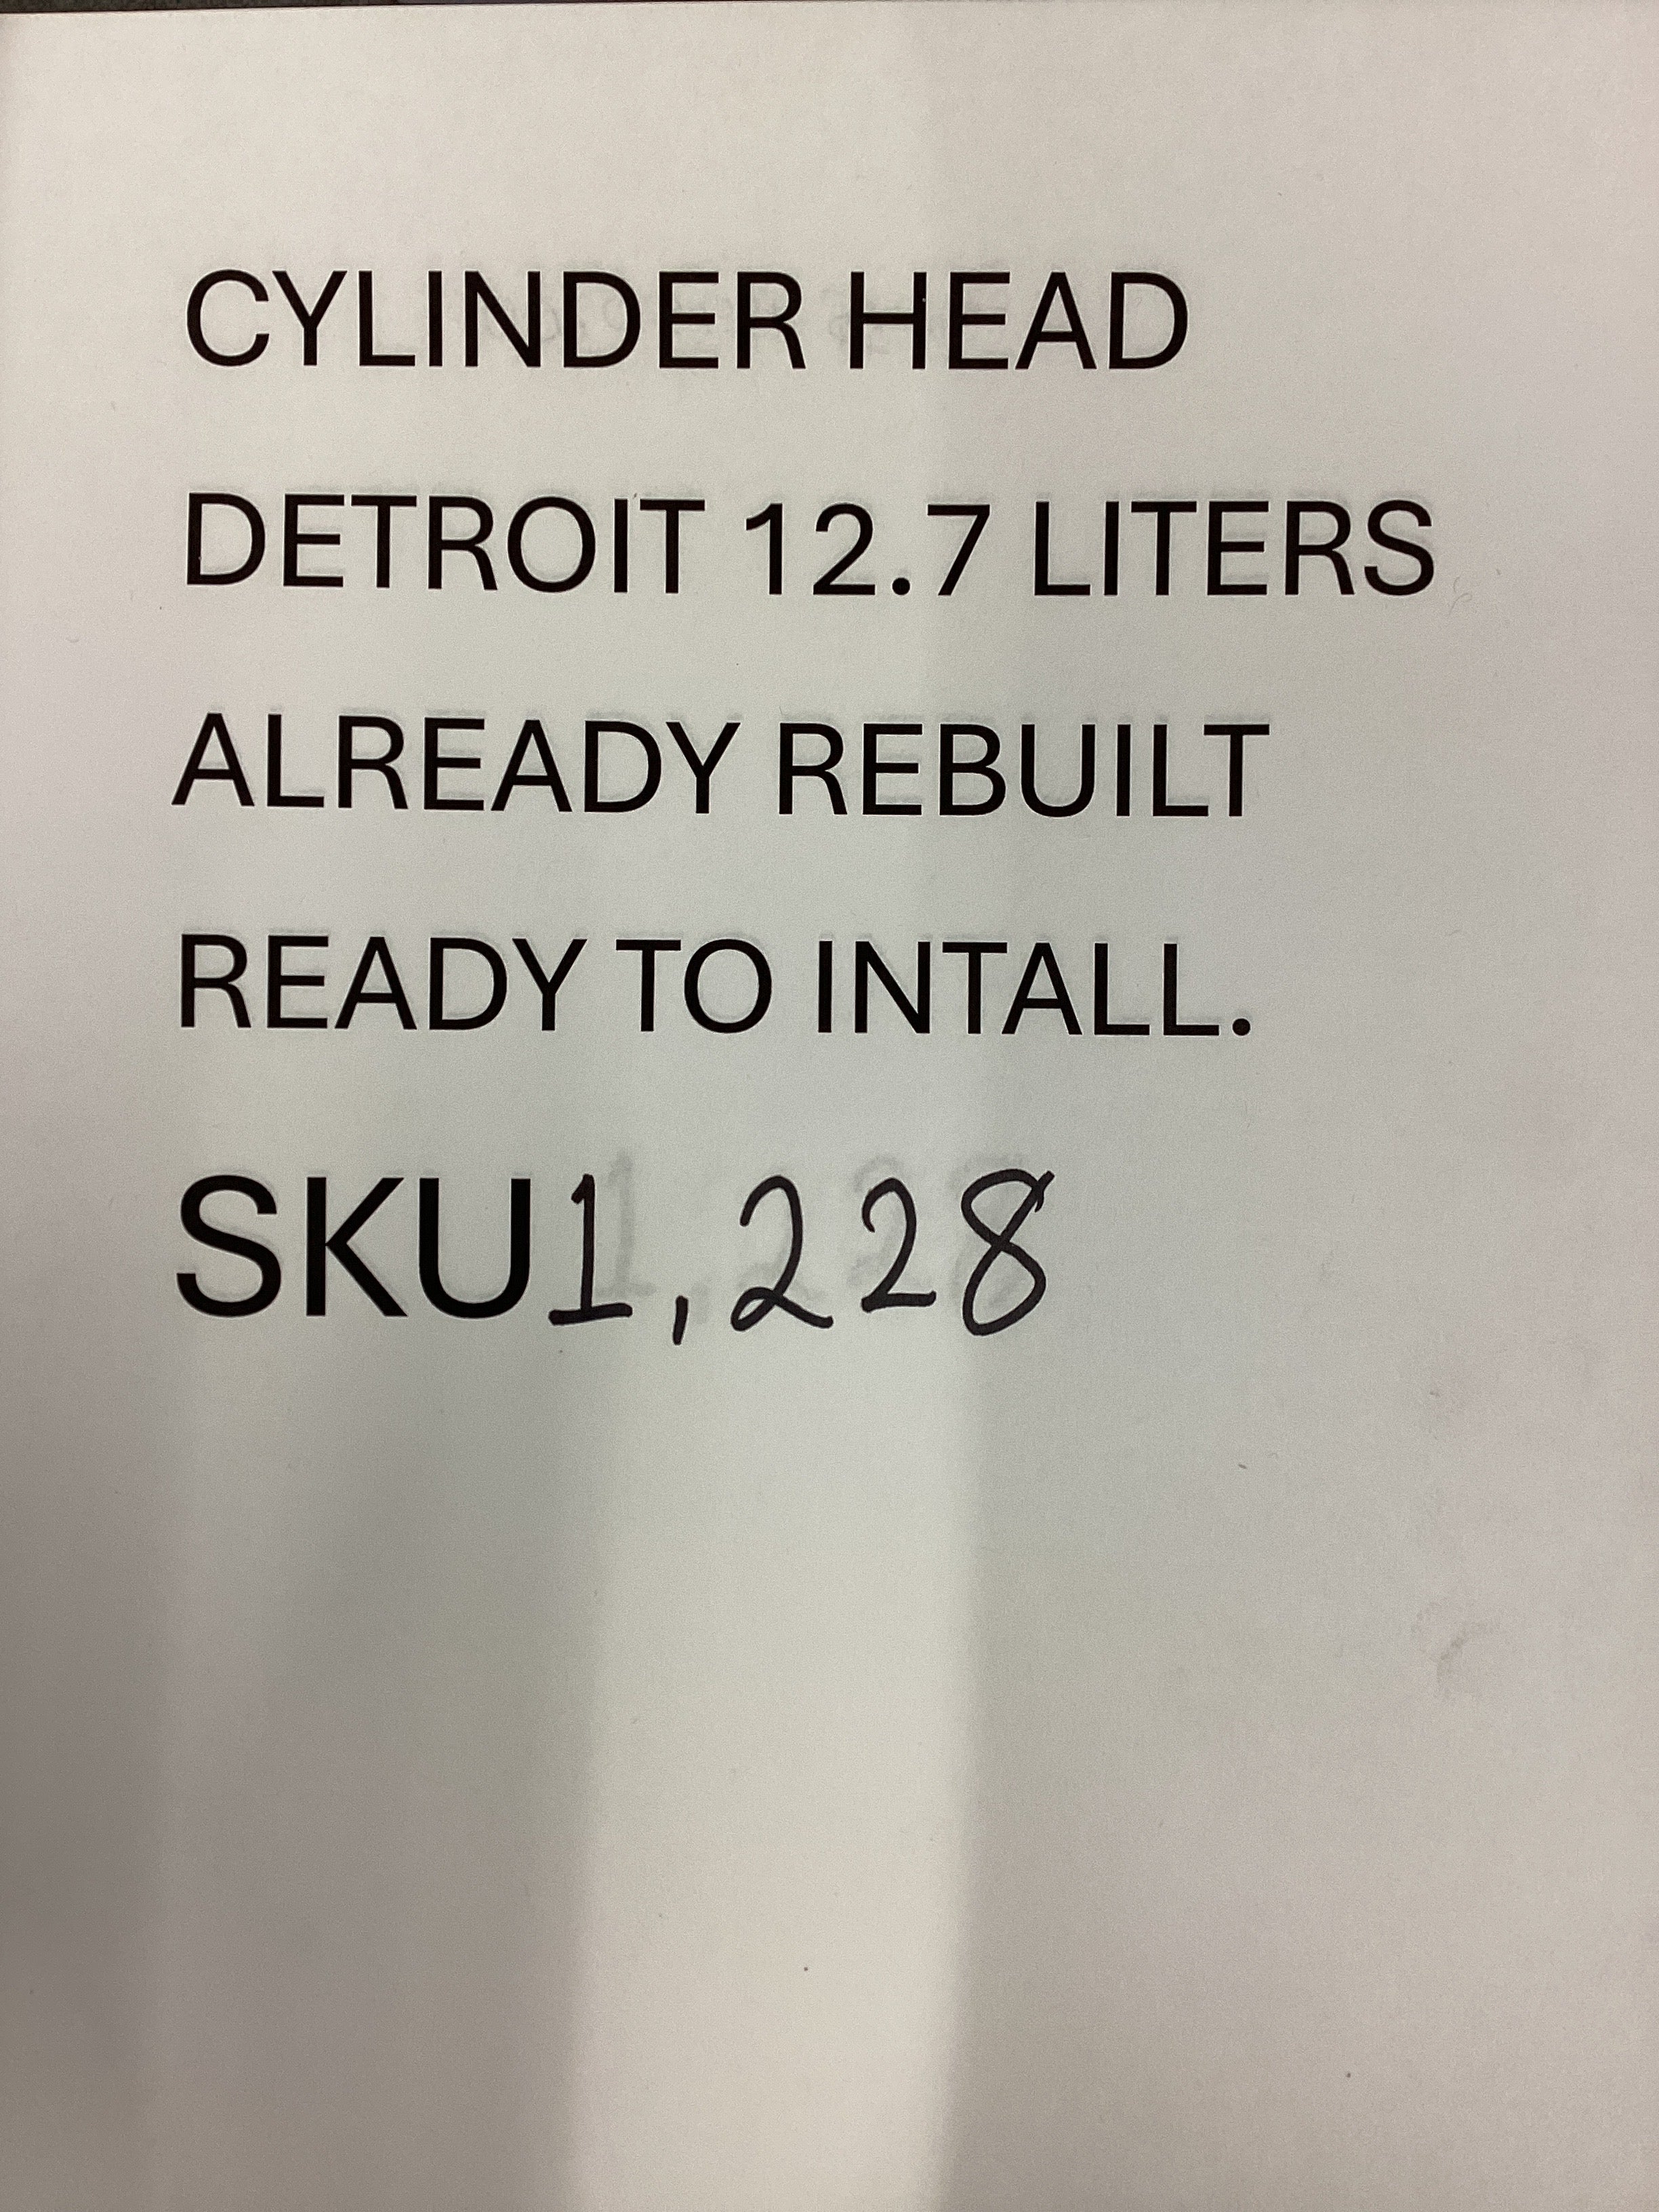 CYLINDER HEAD
DETROIT 12.7 LITERS
ALREADY REBUILT
READY TO INTALL.
SKU1,228